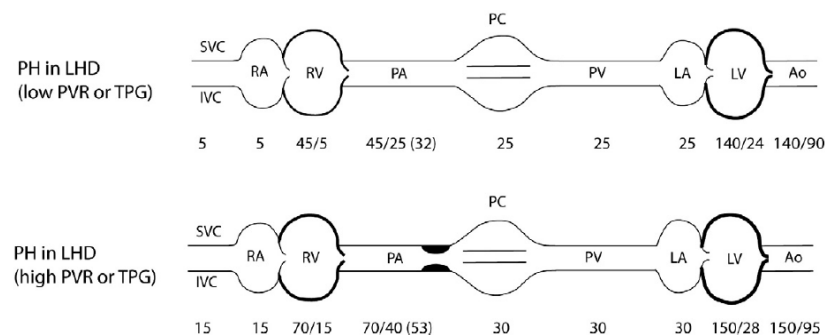 PC
SVC
PH in LHD
(low PVR or TPG)
RA RV PA PV LA LV Ao
IVC
5 5 45/5 45/25 (32) 25 25 25 140/24 140/90
PC
SVC
PH in LHD
(high PVR or TPG)
RA RV PA PV LA LV Ao
IVC
15 15 70/15 70/40 (53) 30 30 30 150/28 150/95